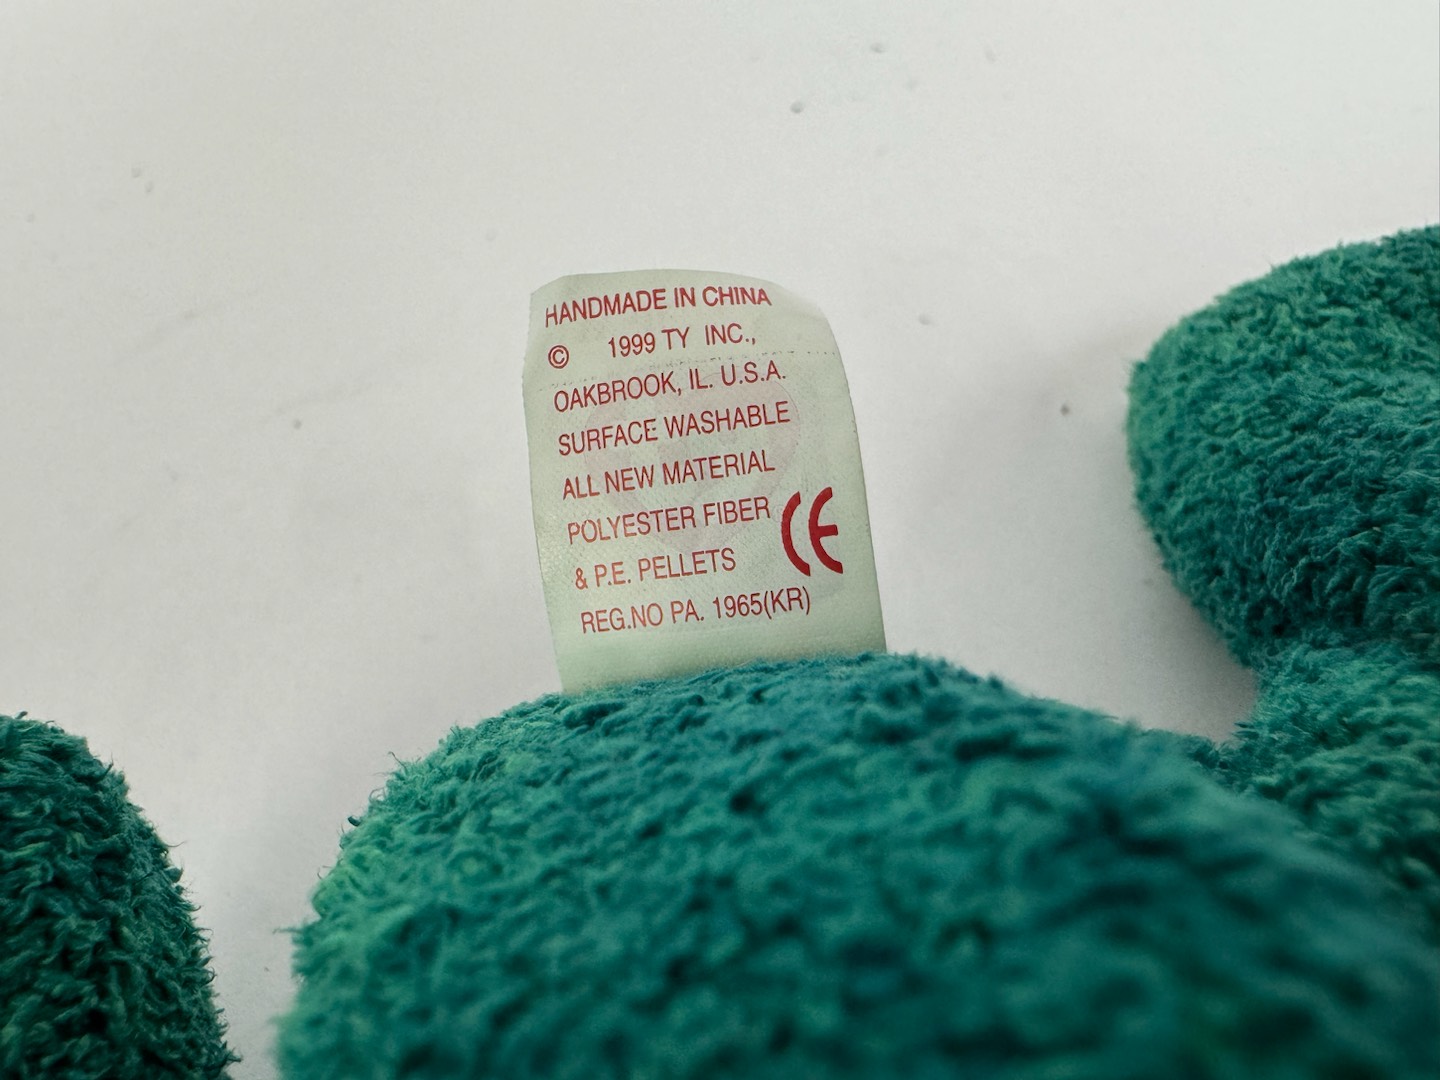 HANDMADE IN CHINA
© 1999 TY INC.,
OAKBROOK, IL. U.S.A.
SURFACE WASHABLE
ALL NEW MATERIAL
POLYESTER FIBER
& P.E. PELLETS
CE
REG.NO PA. 1965(KR)